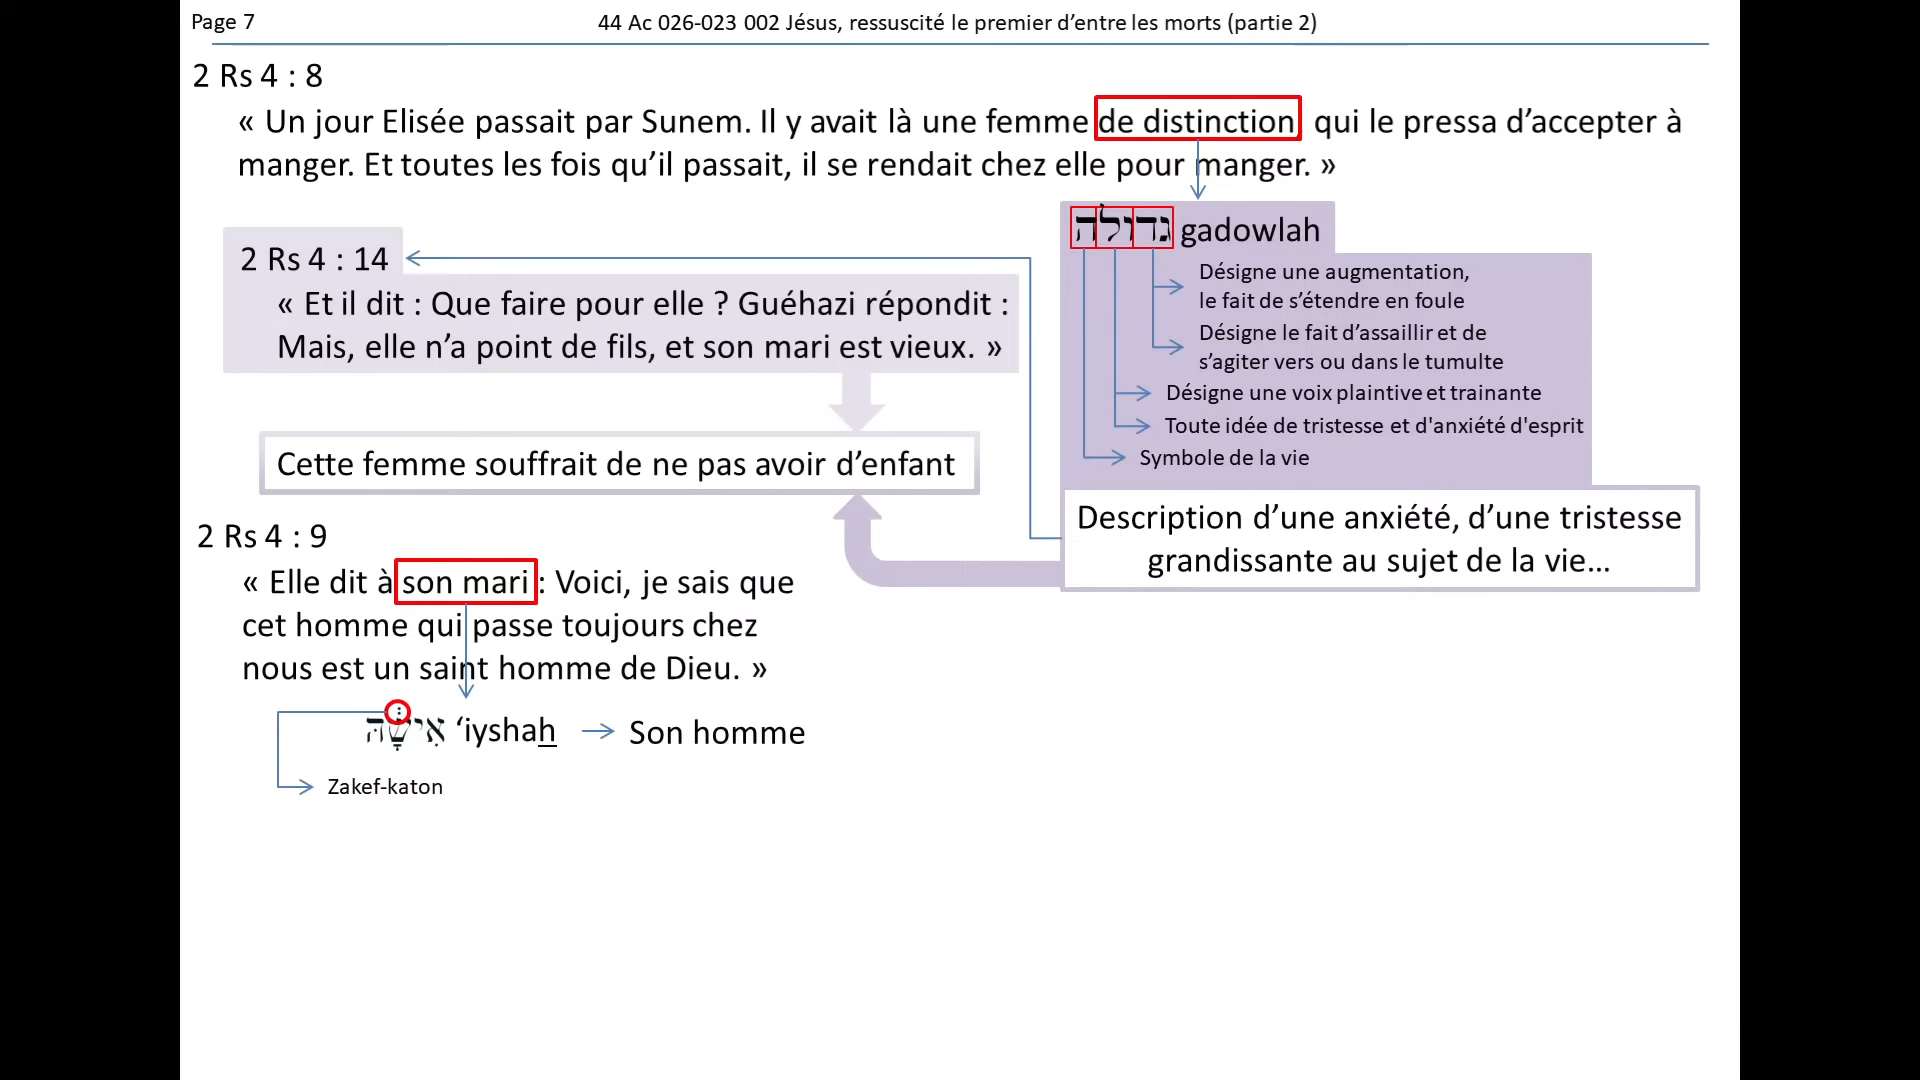 Page 7
44 Ac 026-023 002 Jésus, ressuscité le premier d’entre les morts (partie 2)
2 Rs 4 : 8
« Un jour Elisée passait par Sunem. Il y avait là une femme de distinction, qui le pressa d’accepter à
manger. Et toutes les fois qu’il passait, il se rendait chez elle pour manger. »
גדולה gadowlah
Désigne une augmentation,
le fait de s’étendre en foule
Désigne le fait d’assaillir et de
s’agiter vers ou dans le tumulte
Désigne une voix plaintive et trainante
Toute idée de tristesse et d'anxiété d'esprit
Symbole de la vie
Description d’une anxiété, d’une tristesse
grandissante au sujet de la vie…
2 Rs 4 : 14
« Et il dit : Que faire pour elle ? Guéhazi répondit :
Mais, elle n’a point de fils, et son mari est vieux. »
Cette femme souffrait de ne pas avoir d’enfant
2 Rs 4 : 9
« Elle dit à son mari : Voici, je sais que
cet homme qui passe toujours chez
nous est un saint homme de Dieu. »
אִישָׁ֔הּ ‘iyshah Son homme
Zakef-katon